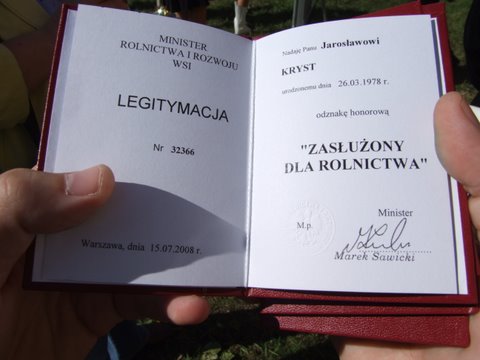 MINISTER
ROLNICTWA I ROZWOJU
WSI
LEGITYMACJA
Nr 32366
Warszawa, dnia 15.07.2008 r.
Nadaję Panu Jarosławowi
KRYST
urodzonemu dnia 26.03.1978 r.
odznakę honorową
"ZASŁUŻONY
DLA ROLNICTWA"
Minister
M.p.
Marek Sawicki